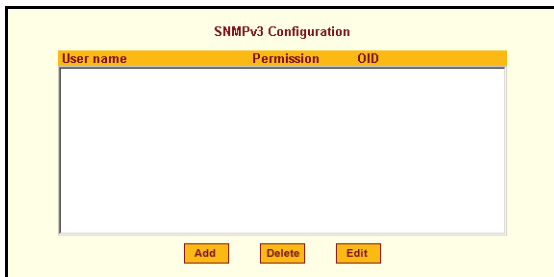 SNMPv3 Configuration
User name Permission OID
Add Delete Edit